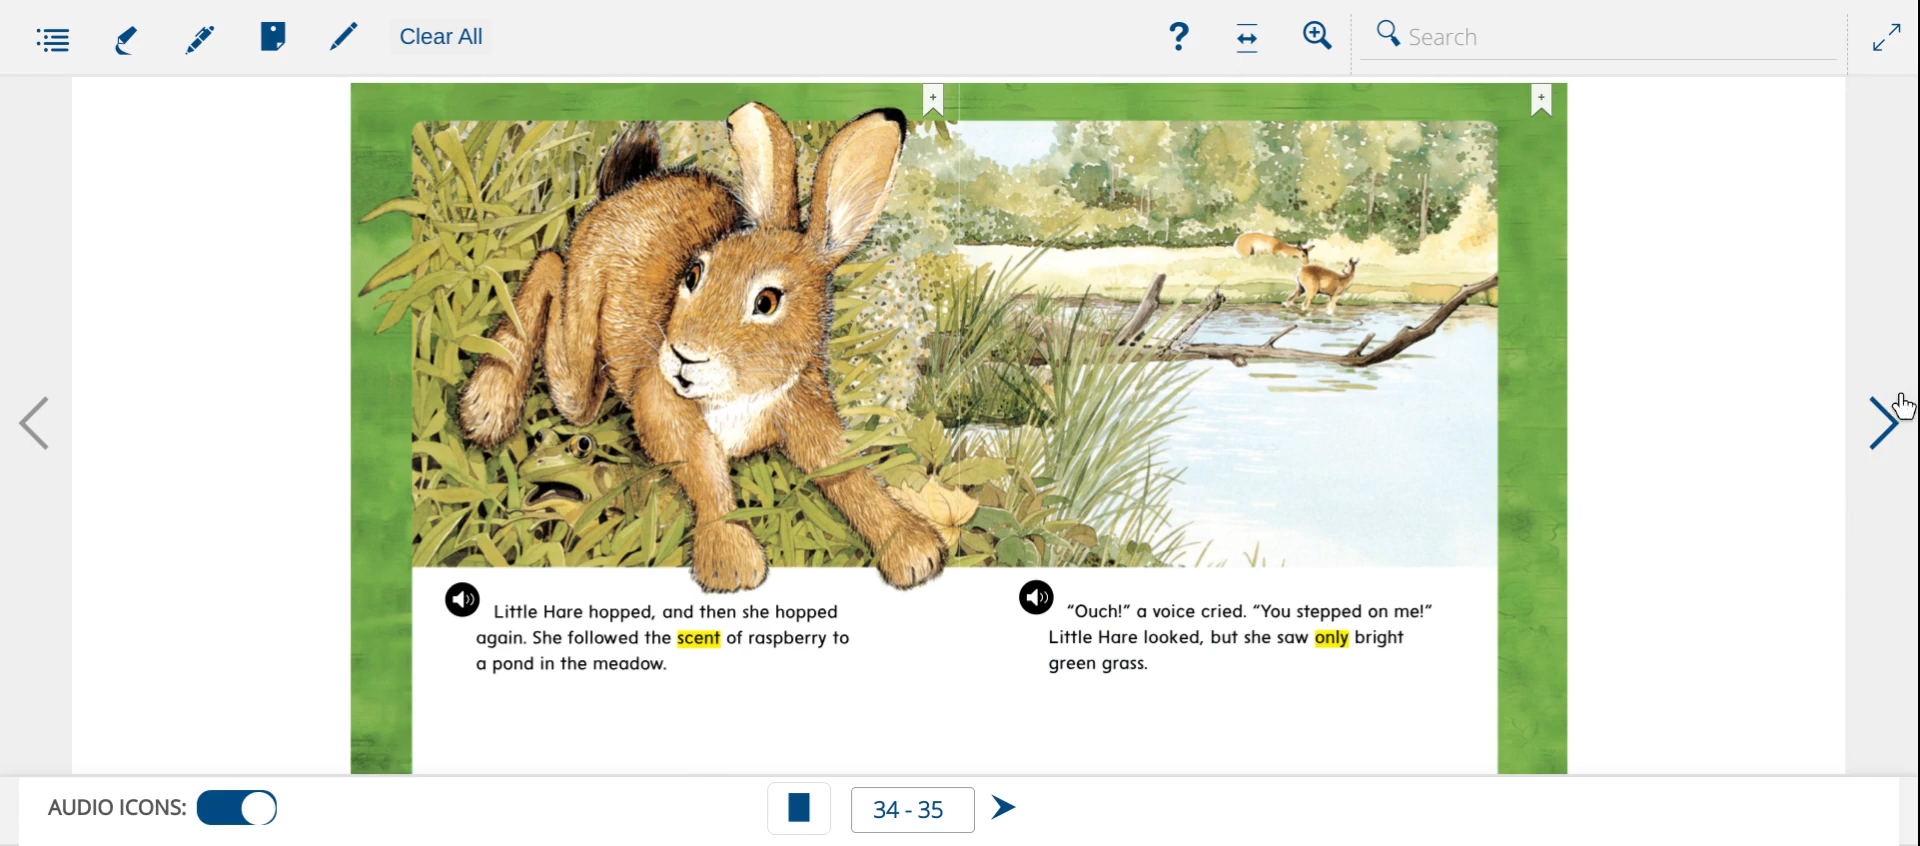 Clear All
?
Search
Little Hare hopped, and then she hopped
again. She followed the scent of raspberry to
a pond in the meadow.
“Ouch!” a voice cried. “You stepped on me!”
Little Hare looked, but she saw only bright
green grass.
AUDIO ICONS:
34 - 35